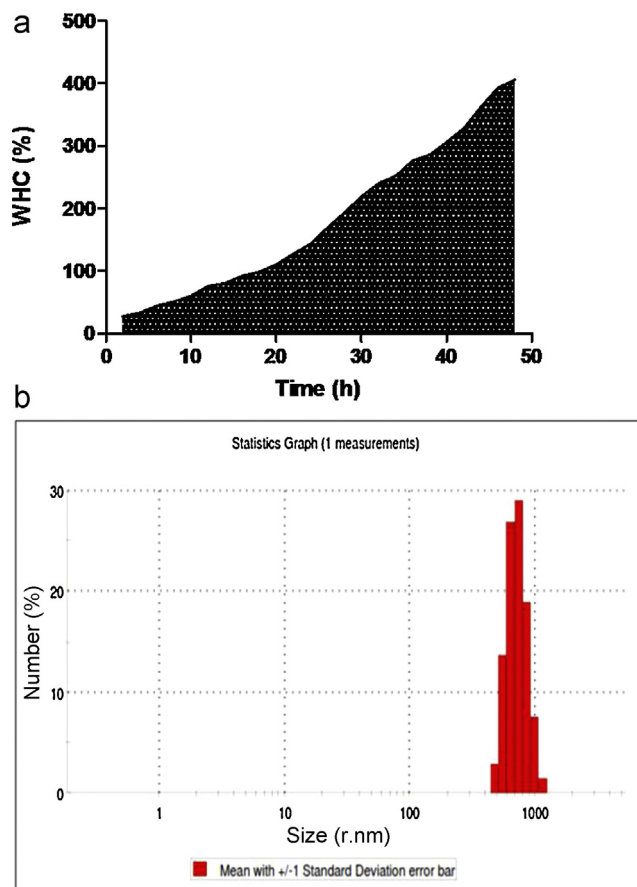 a
500
400
300
200
100
0
WHC (%)
0 10 20 30 40 50
Time (h)
b
Statistics Graph (1 measurements)
30
20
10
0
Number (%)
1 10 100 1000
Size (r.nm)
Mean with +/-1 Standard Deviation error bar